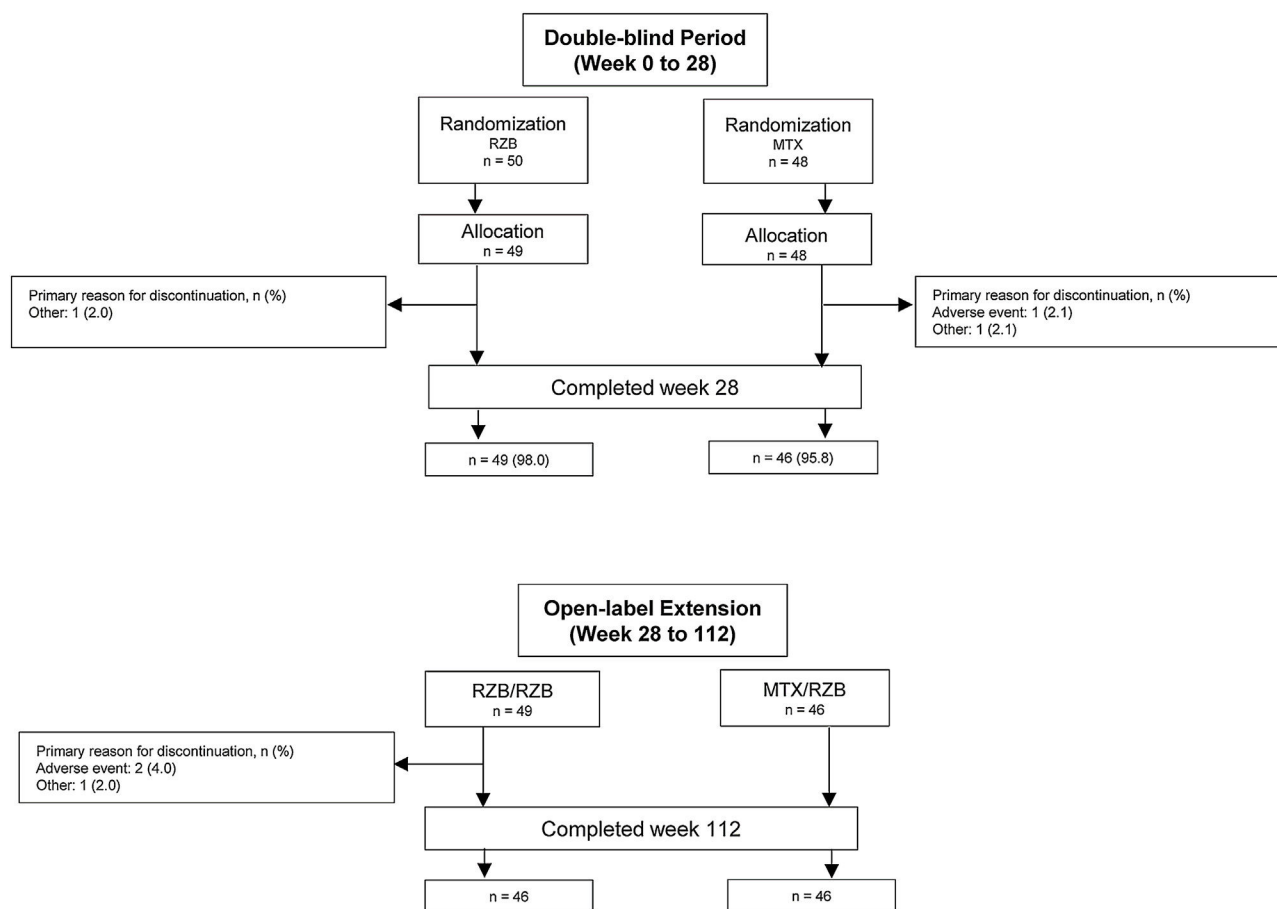 Double-blind Period
(Week 0 to 28)
Randomization
RZB
n = 50
Randomization
MTX
n = 48
Allocation
n = 49
Allocation
n = 48
Primary reason for discontinuation, n (%)
Other: 1 (2.0)
Primary reason for discontinuation, n (%)
Adverse event: 1 (2.1)
Other: 1 (2.1)
Completed week 28
n = 49 (98.0)
n = 46 (95.8)
Open-label Extension
(Week 28 to 112)
RZB/RZB
n = 49
MTX/RZB
n = 46
Primary reason for discontinuation, n (%)
Adverse event: 2 (4.0)
Other: 1 (2.0)
Completed week 112
n = 46
n = 46